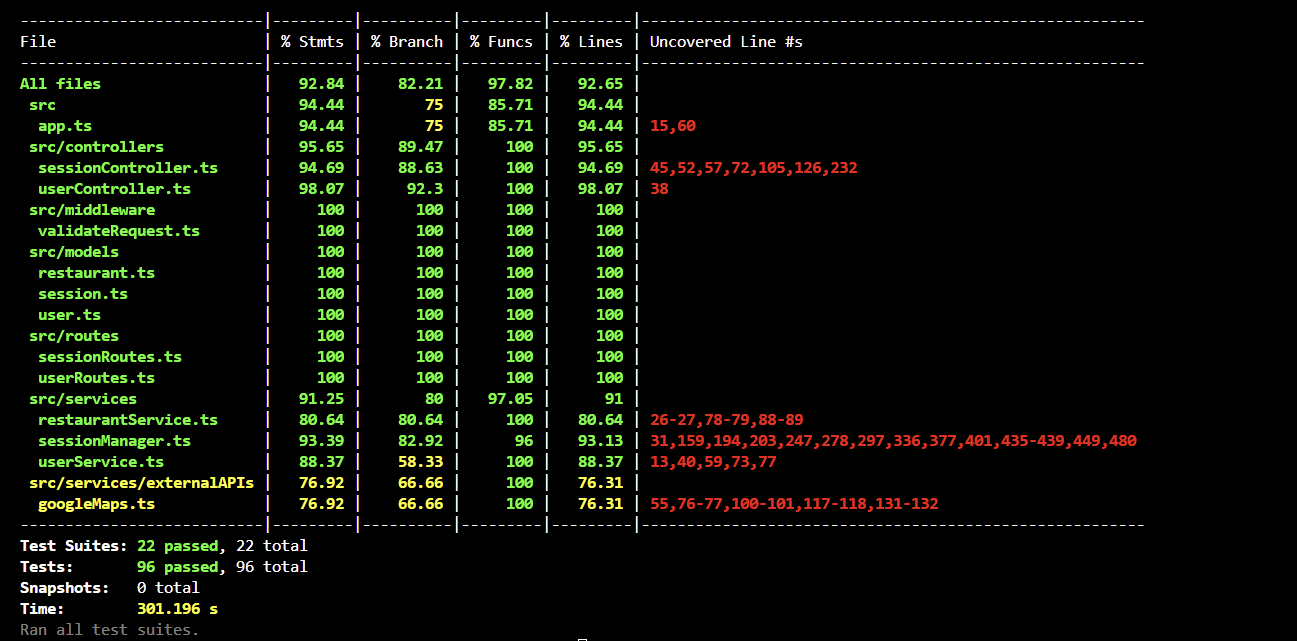 ---------------------------|---------|----------|---------|---------|--------------------------------------------------------
File                       | % Stmts | % Branch | % Funcs | % Lines | Uncovered Line #s
---------------------------|---------|----------|---------|---------|--------------------------------------------------------
All files                  |   92.84 |    82.21 |   97.82 |   92.65 |
 src                       |   94.44 |       75 |   85.71 |   94.44 |
  app.ts                   |   94.44 |       75 |   85.71 |   94.44 | 15,60
 src/controllers           |   95.65 |    89.47 |     100 |   95.65 |
  sessionController.ts     |   94.69 |    88.63 |     100 |   94.69 | 45,52,57,72,105,126,232
  userController.ts        |   98.07 |     92.3 |     100 |   98.07 | 38
 src/middleware            |     100 |      100 |     100 |     100 |
  validateRequest.ts       |     100 |      100 |     100 |     100 |
 src/models                |     100 |      100 |     100 |     100 |
  restaurant.ts            |     100 |      100 |     100 |     100 |
  session.ts               |     100 |      100 |     100 |     100 |
  user.ts                  |     100 |      100 |     100 |     100 |
 src/routes                |     100 |      100 |     100 |     100 |
  sessionRoutes.ts         |     100 |      100 |     100 |     100 |
  userRoutes.ts            |     100 |      100 |     100 |     100 |
 src/services              |   91.25 |       80 |   97.05 |      91 |
  restaurantService.ts     |   80.64 |    80.64 |     100 |   80.64 | 26-27,78-79,88-89
  sessionManager.ts        |   93.39 |    82.92 |      96 |   93.13 | 31,159,194,203,247,278,297,336,377,401,435-439,449,480
  userService.ts           |   88.37 |    58.33 |     100 |   88.37 | 13,40,59,73,77
 src/services/externalAPIs |   76.92 |    66.66 |     100 |   76.31 |
  googleMaps.ts            |   76.92 |    66.66 |     100 |   76.31 | 55,76-77,100-101,117-118,131-132
---------------------------|---------|----------|---------|---------|--------------------------------------------------------
Test Suites: 22 passed, 22 total
Tests:       96 passed, 96 total
Snapshots:   0 total
Time:        301.196 s
Ran all test suites.